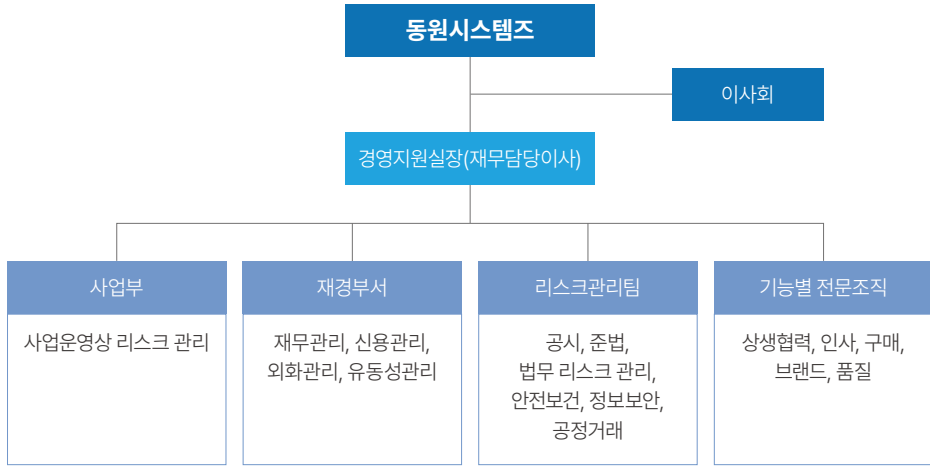 동원시스템즈
이사회
경영지원실장(재무담당이사)
사업부
사업운영상 리스크 관리
재경부서
재무관리, 신용관리,
외화관리, 유동성관리
리스크관리팀
공시, 준법,
법무 리스크 관리,
안전보건, 정보보안,
공정거래
기능별 전문조직
상생협력, 인사, 구매,
브랜드, 품질